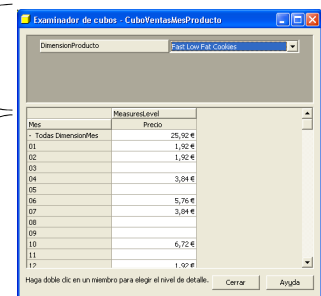 Examinador de cubos - CuboVentasMesProducto
DimensionProducto Fast Low Fat Cookies
MeasuresLevel
Mes Precio
- Todas DimensionMes 25,92 €
01 1,92 €
02 1,92 €
03
04 3,84 €
05
06 5,76 €
07 3,84 €
08
09
10 6,72 €
11
12 1,92 €
Haga doble clic en un miembro para elegir el nivel de detalle. Cerrar Ayuda